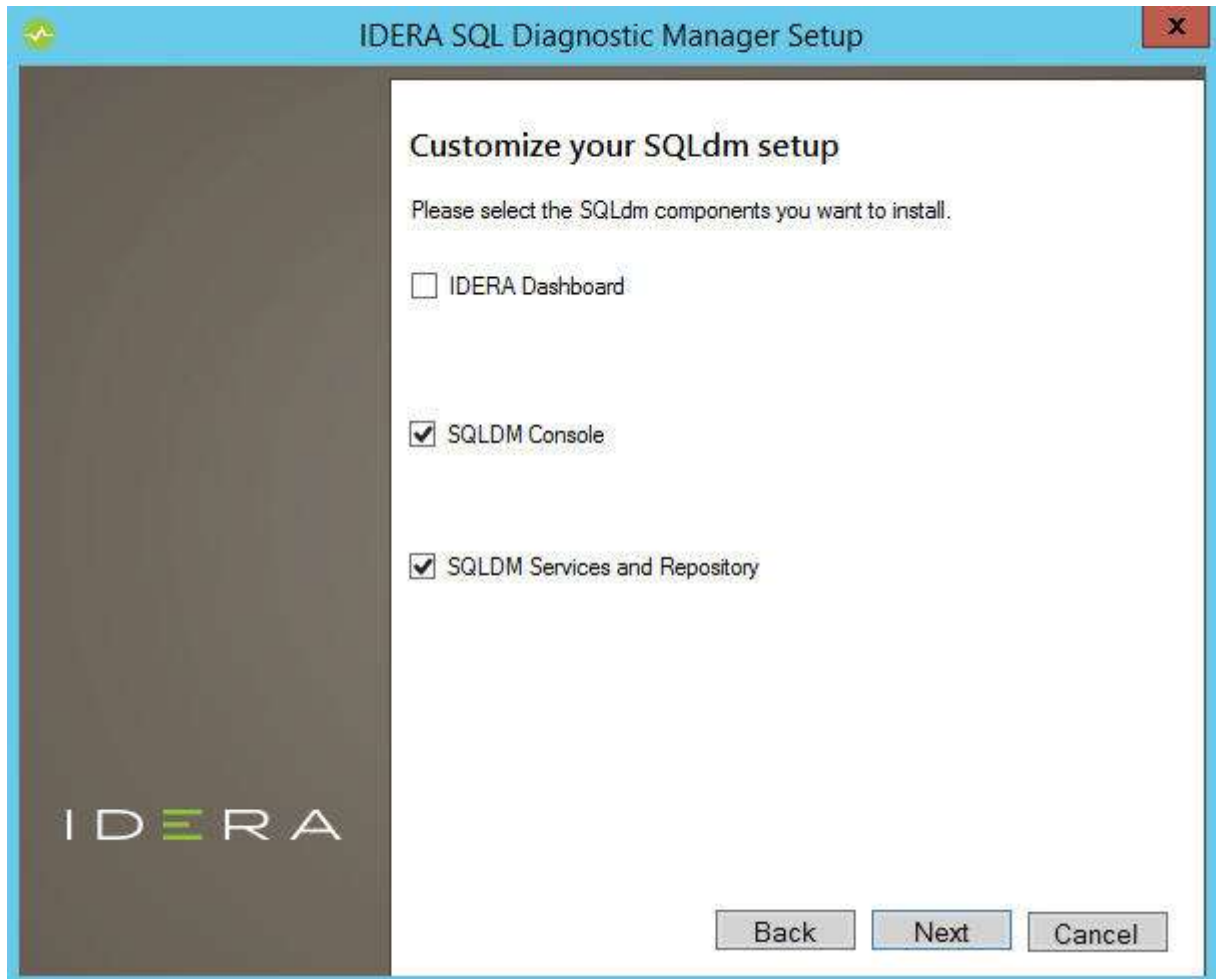 IDERA SQL Diagnostic Manager Setup
x
Customize your SQLdm setup
Please select the SQLdm components you want to install.
IDERA Dashboard
SQLDM Console
SQLDM Services and Repository
IDERA
Back Next Cancel